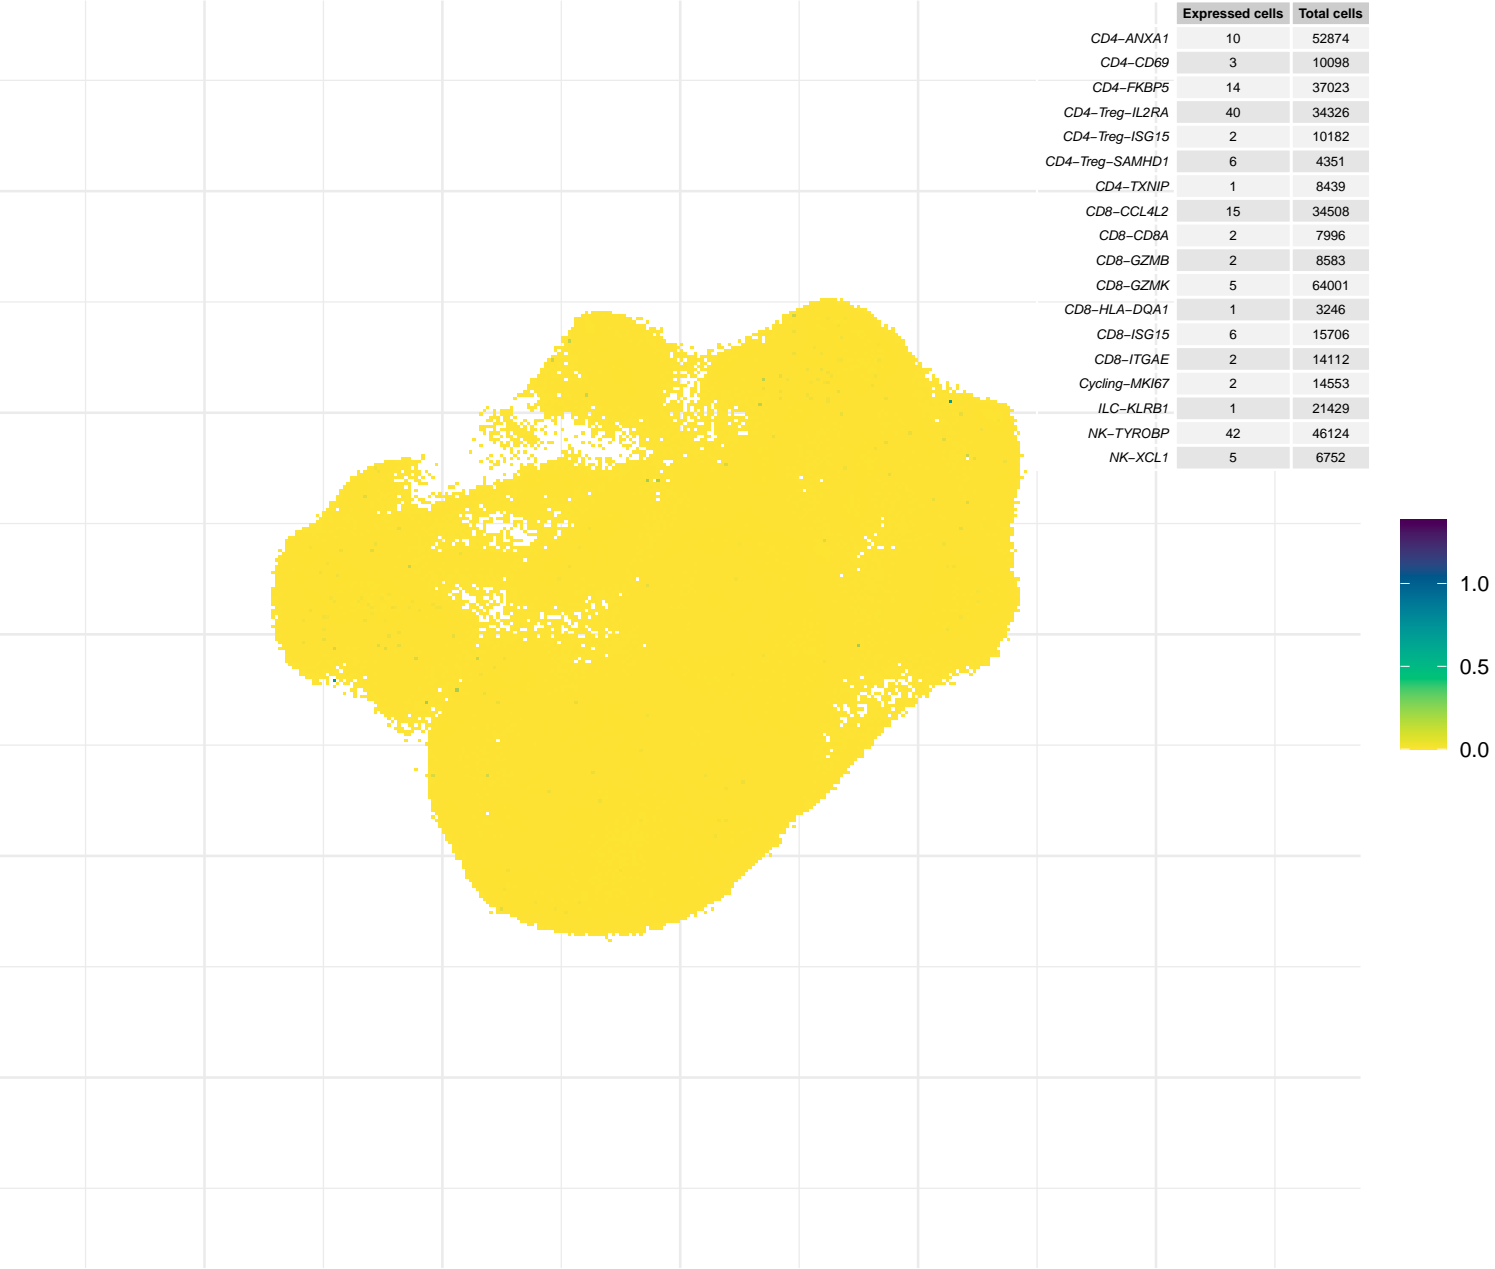 Expressed cells Total cells
CD4−ANXA1 10 52874
CD4−CD69 3 10098
CD4−FKBP5 14 37023
CD4−Treg−IL2RA 40 34326
CD4−Treg−ISG15 2 10182
CD4−Treg−SAMHD1 6 4351
CD4−TXNIP 1 8439
CD8−CCL4L2 15 34508
CD8−CD8A 2 7996
CD8−GZMB 2 8583
CD8−GZMK 5 64001
CD8−HLA−DQA1 1 3246
CD8−ISG15 6 15706
CD8−ITGAE 2 14112
Cycling−MKI67 2 14553
ILC−KLRB1 1 21429
NK−TYROBP 42 46124
NK−XCL1 5 6752
1.0
0.5
0.0